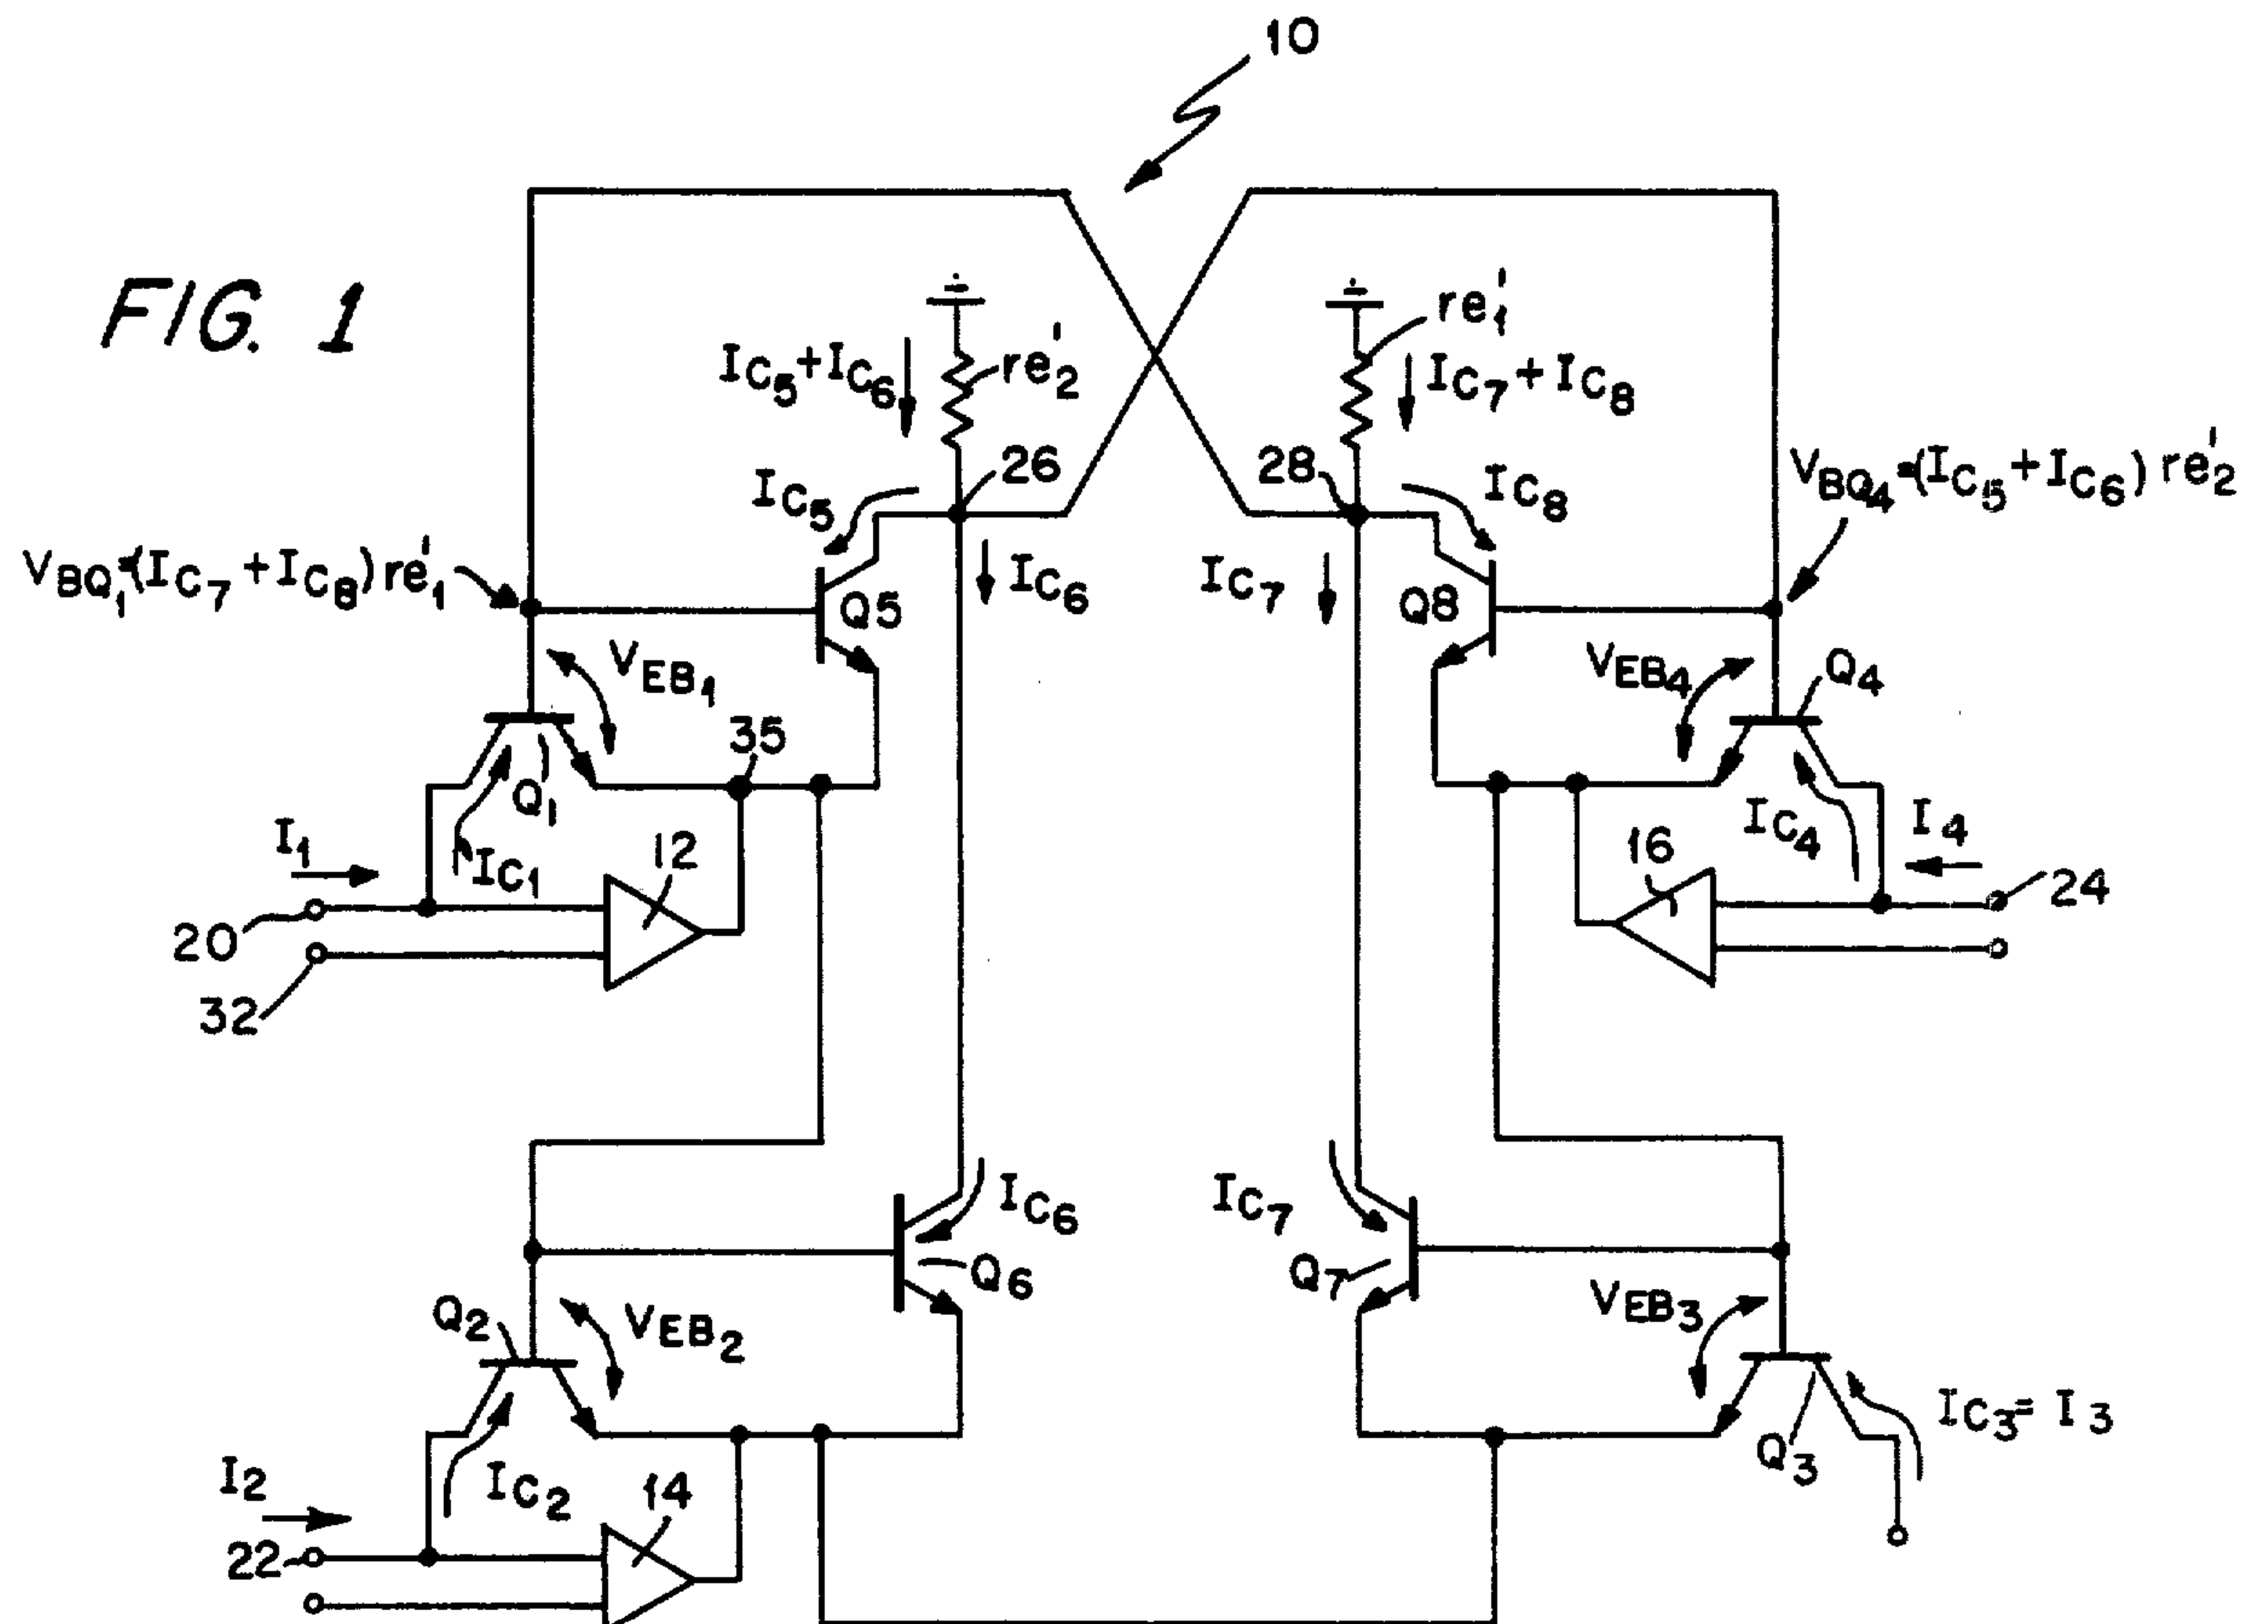 10
FIG. 1
IC5+IC6
re'2
re'1
IC7+IC8
IC5
26
28
IC8
VBQ4=(IC5+IC6) re'2
VBQ1=(IC7+IC8) re'1
IC6
IC7
Q5
Q8
VEB1
VEB4
Q4
35
Q1
I1
IC1
12
16
IC4
I4
20
24
32
IC6
IC7
Q6
Q7
Q2
VEB2
VEB3
IC3= I3
Q3
I2
IC2
14
22